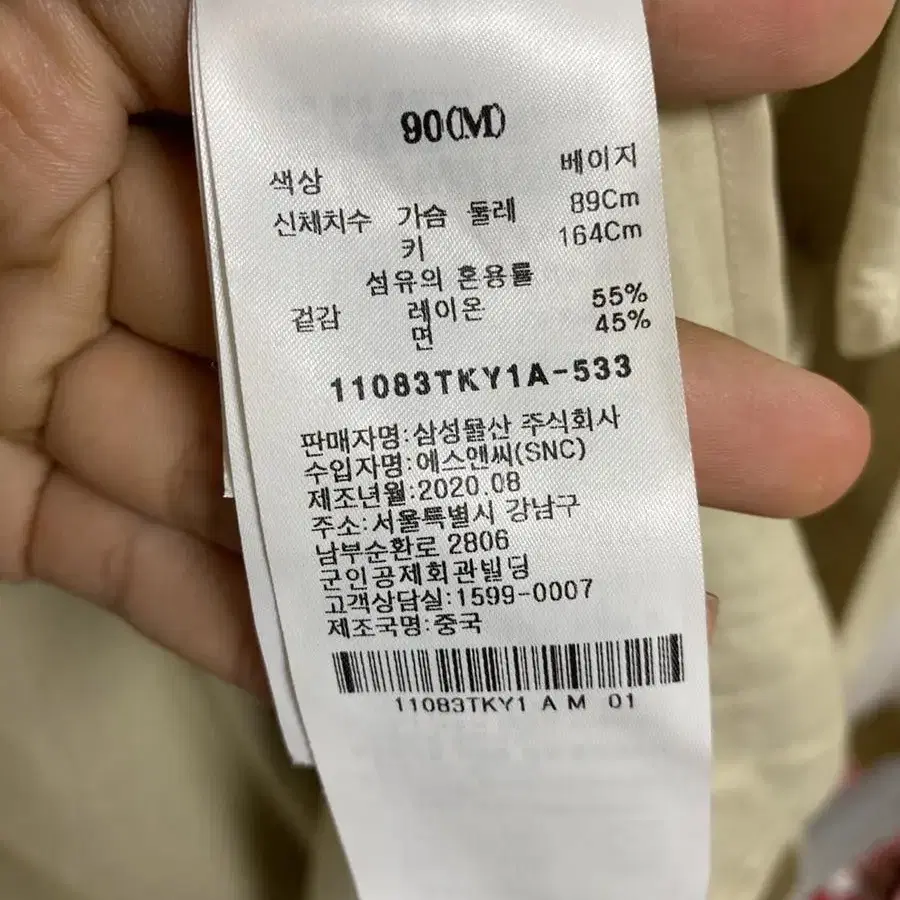 90(M)
색상 베이지
신체치수 가슴 둘레 89Cm
키 164Cm
섬유의 혼용률
겉감 레이온 55%
면 45%
11083TKY1A-533
판매자명:삼성물산 주식회사
수입자명:에스앤씨(SNC)
제조년월:2020.08
주소:서울특별시 강남구
남부순환로 2806
군인공제회관빌딩
고객상담실:1599-0007
제조국명:중국
11083TKY1 A M 01